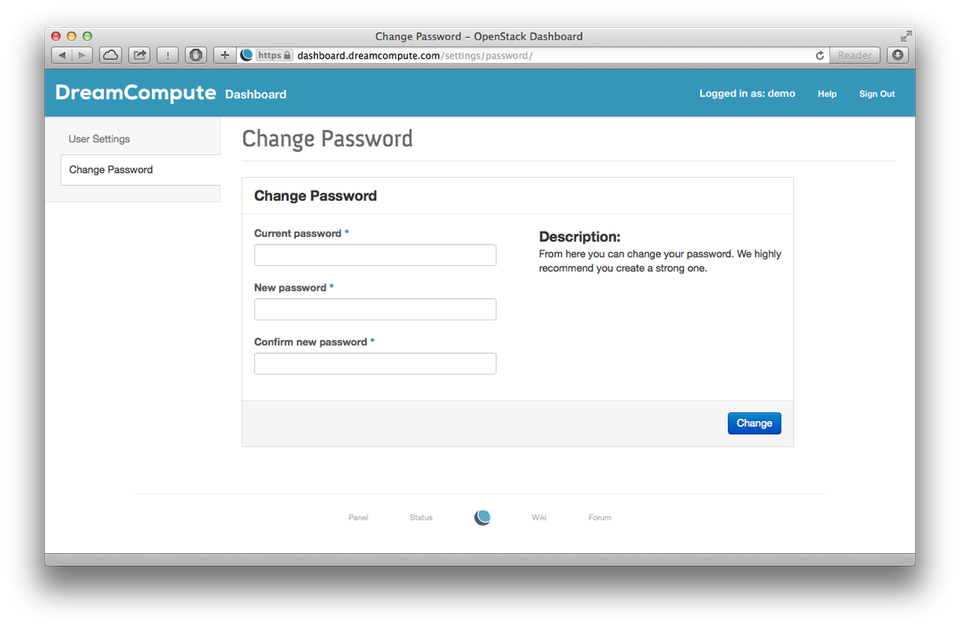 Change Password – OpenStack Dashboard
https dashboard.dreamcompute.com/settings/password/ Reader
DreamCompute Dashboard
Logged in as: demo Help Sign Out
User Settings
Change Password
Change Password
Change Password
Current password *
New password *
Confirm new password *
Description:
From here you can change your password. We highly
recommend you create a strong one.
Change
Panel Status Wiki Forum